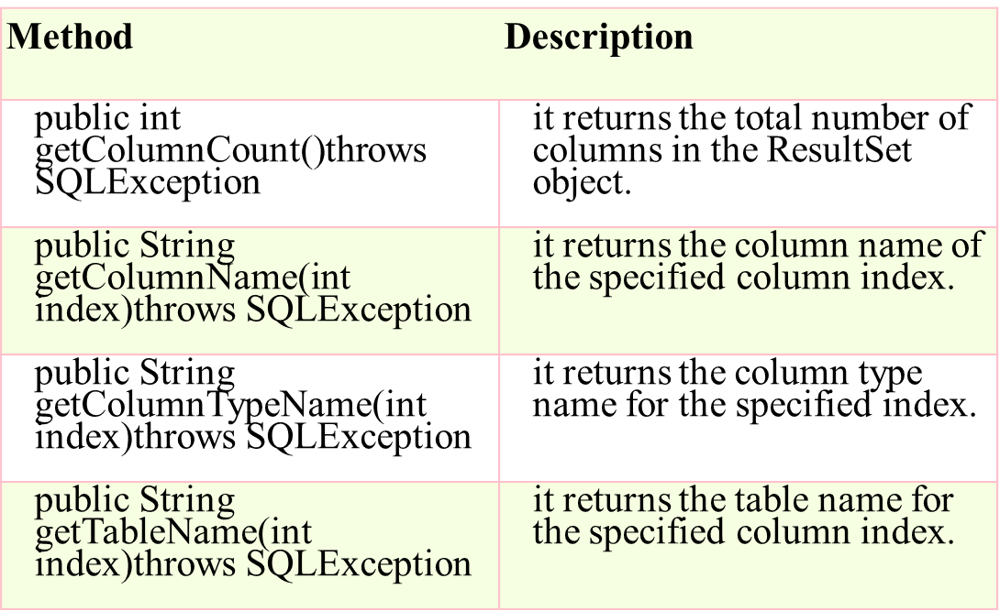 Method
Description
public int
getColumnCount()throws
SQLException
it returns the total number of
columns in the ResultSet
object.
public String
getColumnName(int
index)throws SQLException
it returns the column name of
the specified column index.
public String
getColumnTypeName(int
index)throws SQLException
it returns the column type
name for the specified index.
public String
getTableName(int
index)throws SQLException
it returns the table name for
the specified column index.